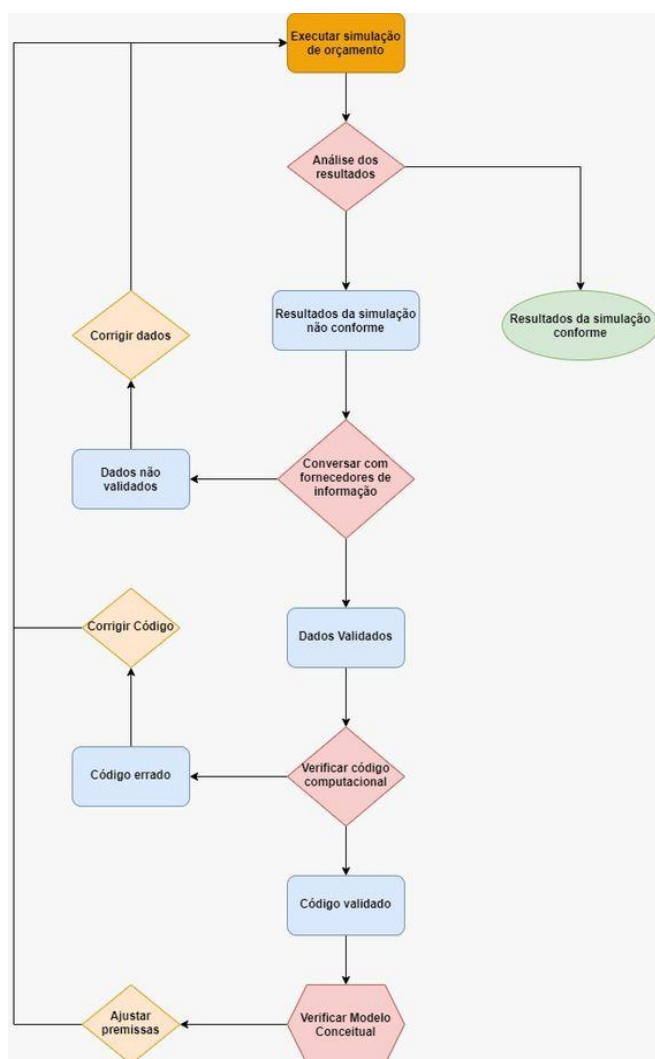 Executar simulação
de orçamento
Análise dos
resultados
Resultados da simulação
não conforme
Resultados da simulação
conforme
Corrigir dados
Conversar com
fornecedores de
informação
Dados não
validados
Dados Validados
Corrigir Código
Verificar código
computacional
Código errado
Código validado
Verificar Modelo
Conceitual
Ajustar
premissas